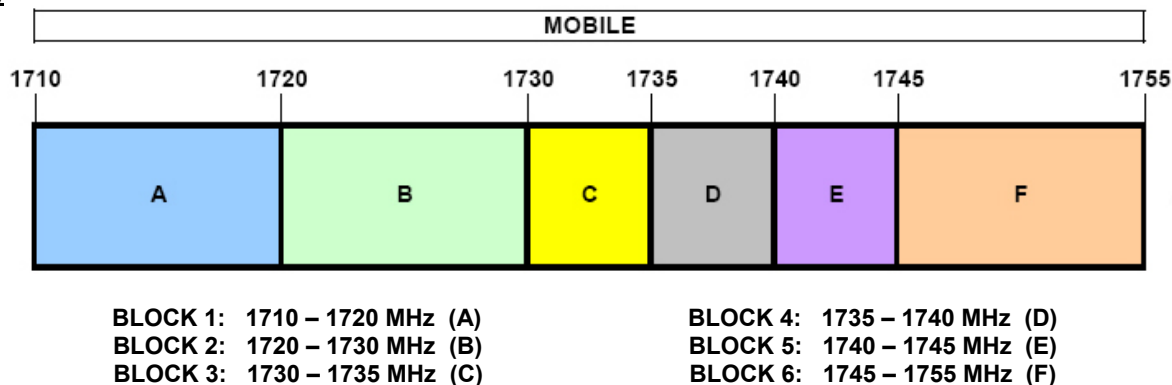 MOBILE
1710 1720 1730 1735 1740 1745 1755
A B C D E F
BLOCK 1: 1710 – 1720 MHz (A)
BLOCK 2: 1720 – 1730 MHz (B)
BLOCK 3: 1730 – 1735 MHz (C)
BLOCK 4: 1735 – 1740 MHz (D)
BLOCK 5: 1740 – 1745 MHz (E)
BLOCK 6: 1745 – 1755 MHz (F)